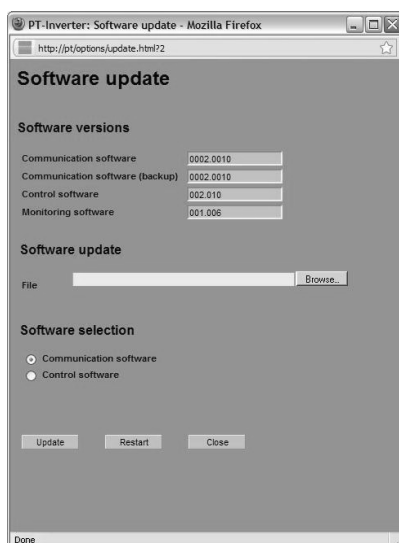 PT-Inverter: Software update - Mozilla Firefox
http://pt/options/update.html?2
Software update
Software versions
Communication software 0002.0010
Communication software (backup) 0002.0010
Control software 002.010
Monitoring software 001.006
Software update
File Browse..
Software selection
Communication software
Control software
Update Restart Close
Done